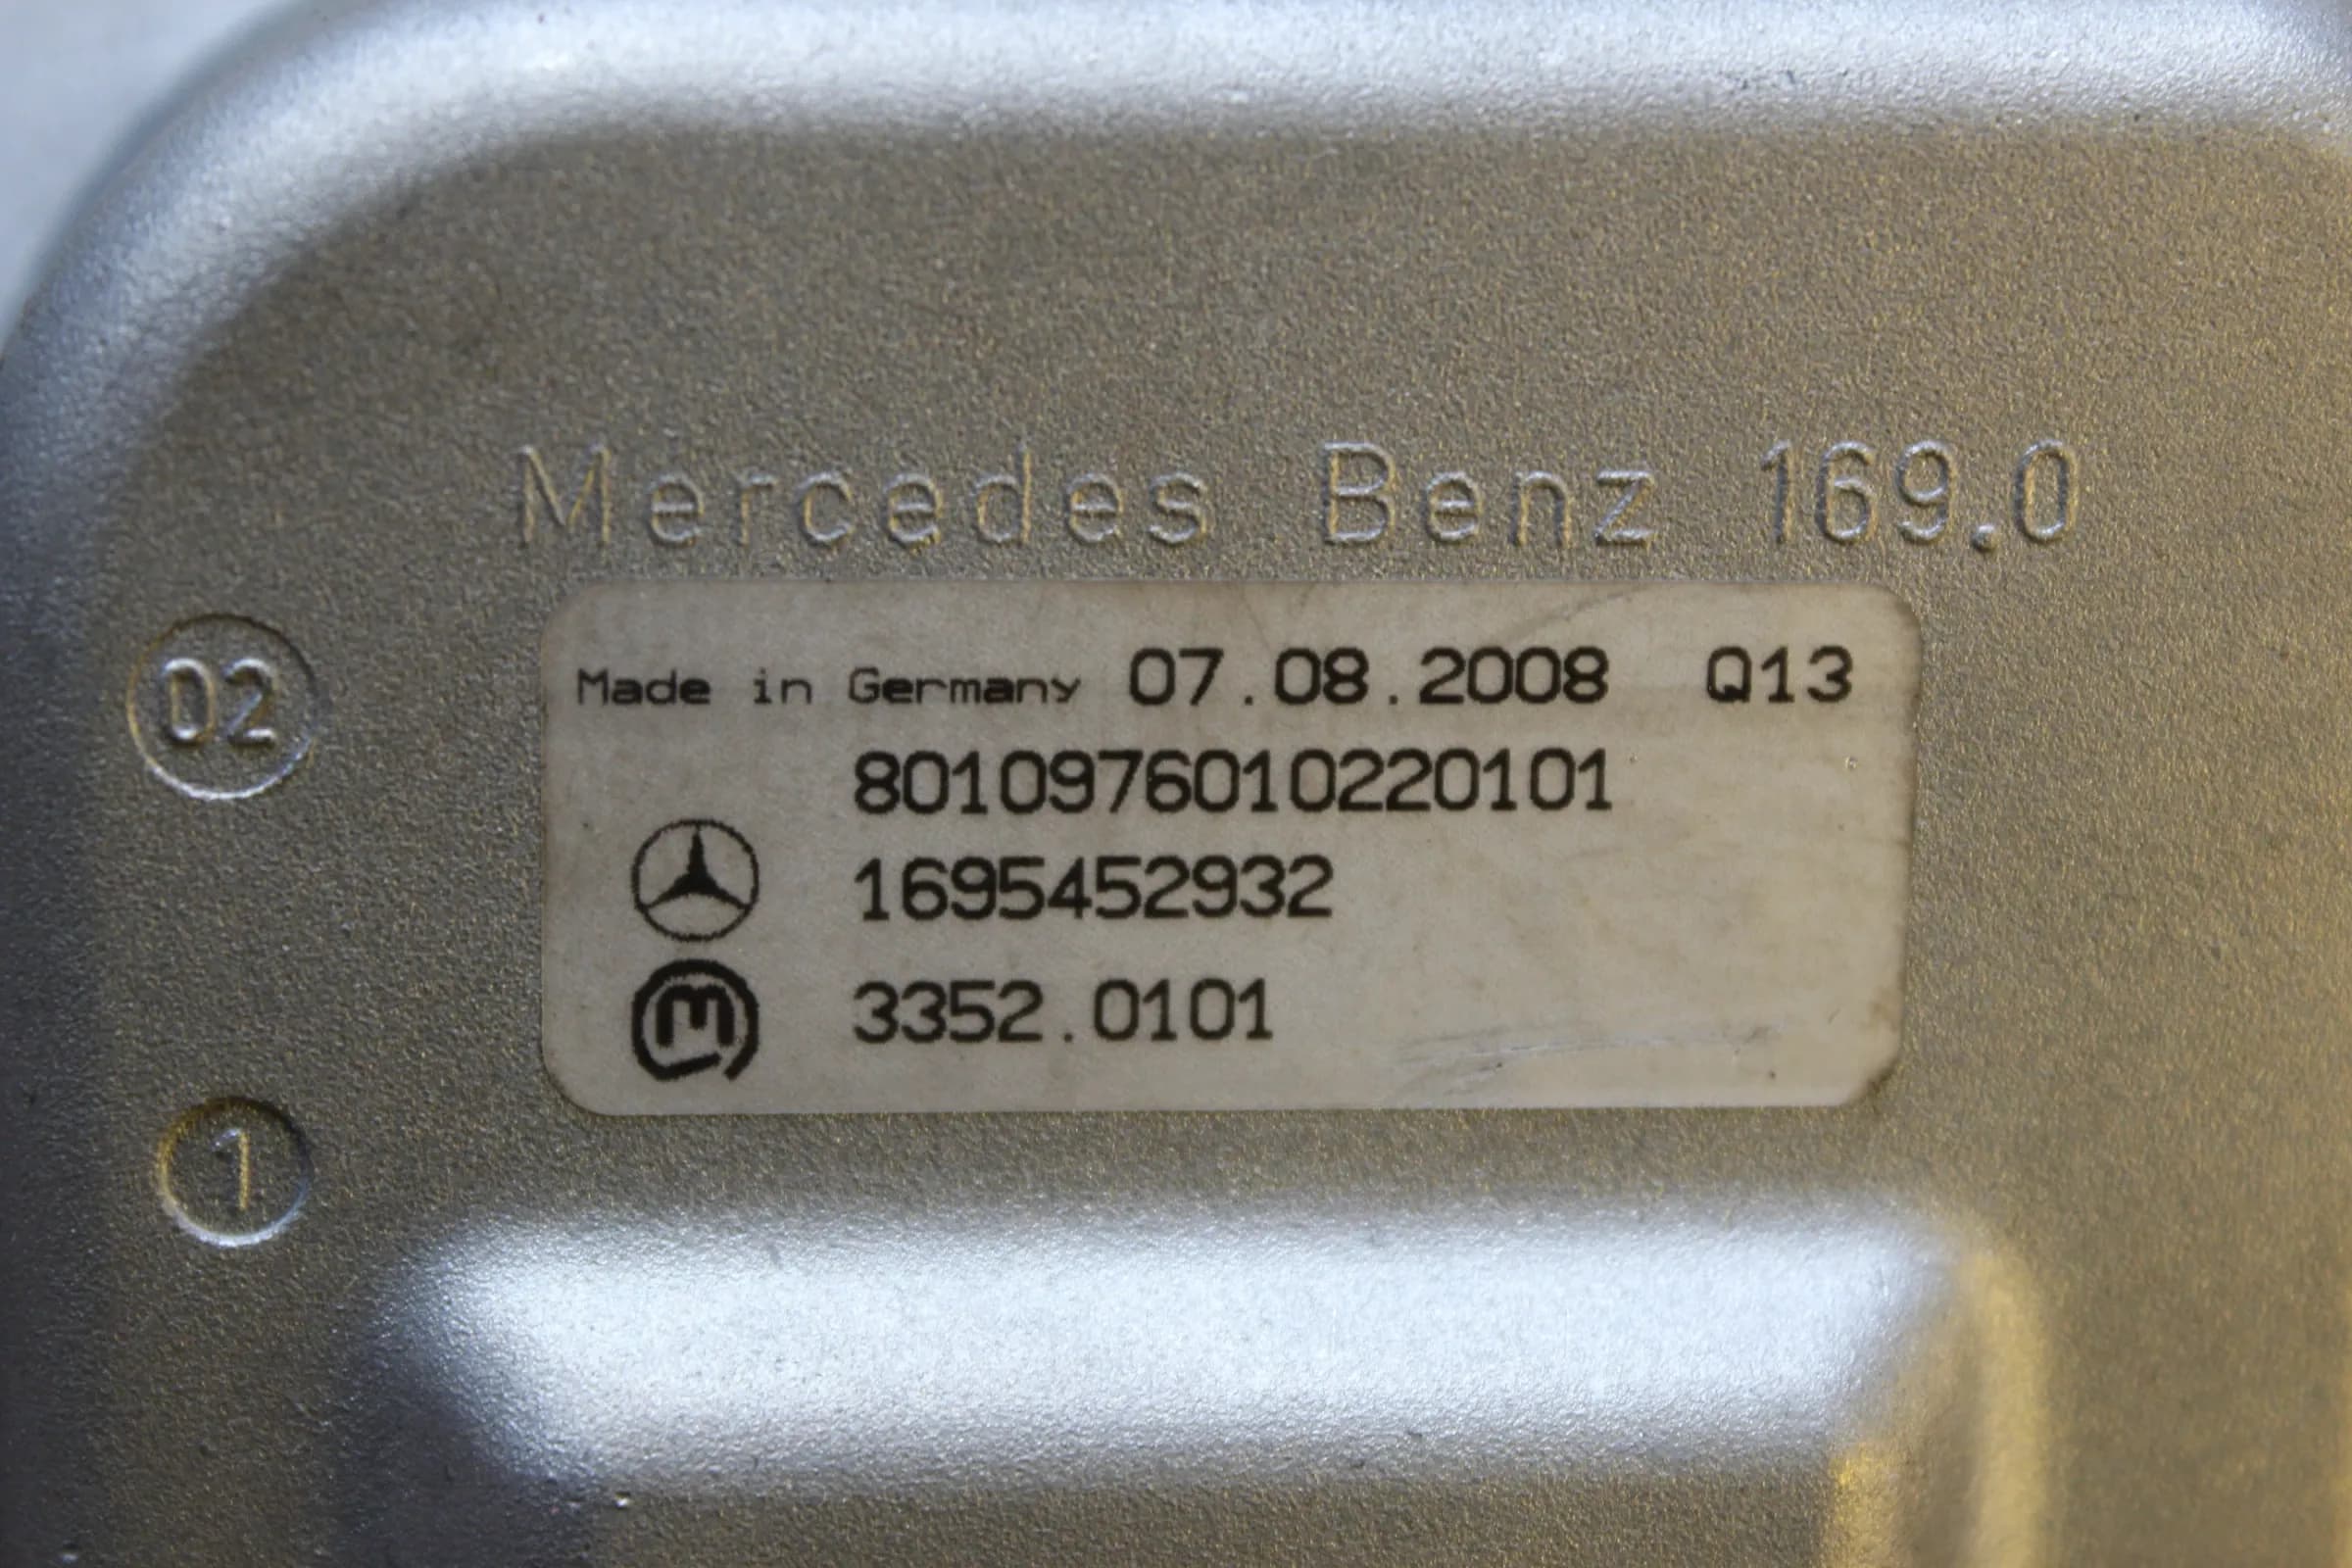 Mercedes Benz 169.0
02
Made in Germany 07.08.2008 Q13
8010976010220101
1695452932
m 3352.0101
1